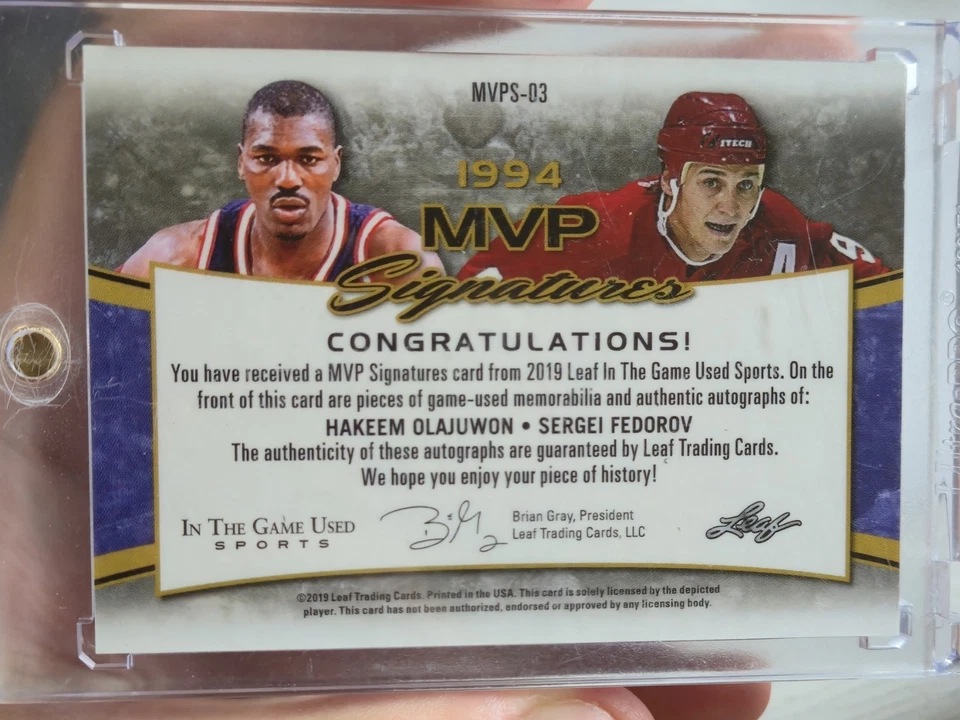 MVPS-03
ITECH
1994
MVP
Signatures
A
9
CONGRATULATIONS!
You have received a MVP Signatures card from 2019 Leaf In The Game Used Sports. On the
front of this card are pieces of game-used memorabilia and authentic autographs of:
HAKEEM OLAJUWON • SERGEI FEDOROV
The authenticity of these autographs are guaranteed by Leaf Trading Cards.
We hope you enjoy your piece of history!
IN THE GAME USED
SPORTS
Brian Gray, President
Leaf Trading Cards, LLC
Leaf
©2019 Leaf Trading Cards. Printed in the USA. This card is solely licensed by the depicted
player. This card has not been authorized, endorsed or approved by any licensing body.